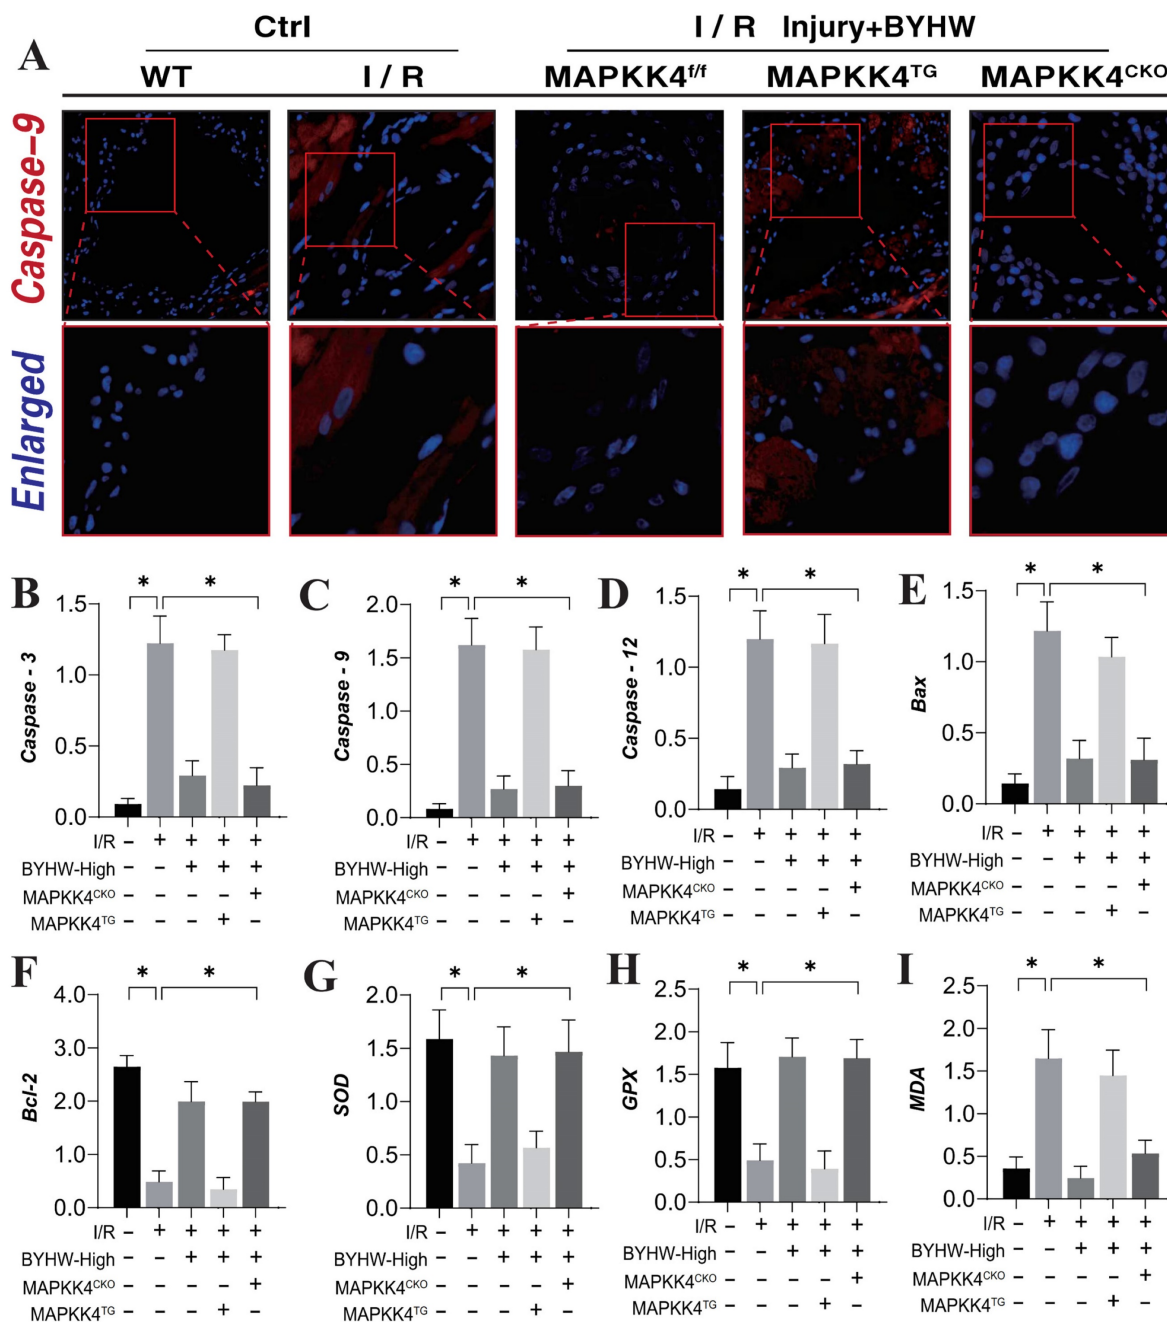 A
Ctrl
I / R Injury+BYHW
WT
I / R
MAPKK4f/f
MAPKK4TG
MAPKK4CKO
Caspase-9
Enlarged
B
*
*
Caspase - 3
1.5
1.0
0.5
0.0
I/R
- + + + +
BYHW-High
- - + + +
MAPKK4CKO
- - - - +
MAPKK4TG
- - - + -
C
*
*
Caspase - 9
2.0
1.5
1.0
0.5
0.0
I/R
- + + + +
BYHW-High
- - + + +
MAPKK4CKO
- - - - +
MAPKK4TG
- - - + -
D
*
*
Caspase - 12
1.5
1.0
0.5
0.0
I/R
- + + + +
BYHW-High
- - + + +
MAPKK4CKO
- - - - +
MAPKK4TG
- - - + -
E
*
*
Bax
1.5
1.0
0.5
0.0
I/R
- + + + +
BYHW-High
- - + + +
MAPKK4CKO
- - - - +
MAPKK4TG
- - - + -
F
*
*
Bcl-2
4.0
3.0
2.0
1.0
0.0
I/R
- + + + +
BYHW-High
- - + + +
MAPKK4CKO
- - - - +
MAPKK4TG
- - - + -
G
*
*
SOD
2.0
1.5
1.0
0.5
0.0
I/R
- + + + +
BYHW-High
- - + + +
MAPKK4CKO
- - - - +
MAPKK4TG
- - - + -
H
*
*
GPX
2.5
2.0
1.5
1.0
0.5
0.0
I/R
- + + + +
BYHW-High
- - + + +
MAPKK4CKO
- - - - +
MAPKK4TG
- - - + -
I
*
*
MDA
2.5
2.0
1.5
1.0
0.5
0.0
I/R
- + + + +
BYHW-High
- - + + +
MAPKK4CKO
- - - - +
MAPKK4TG
- - - + -